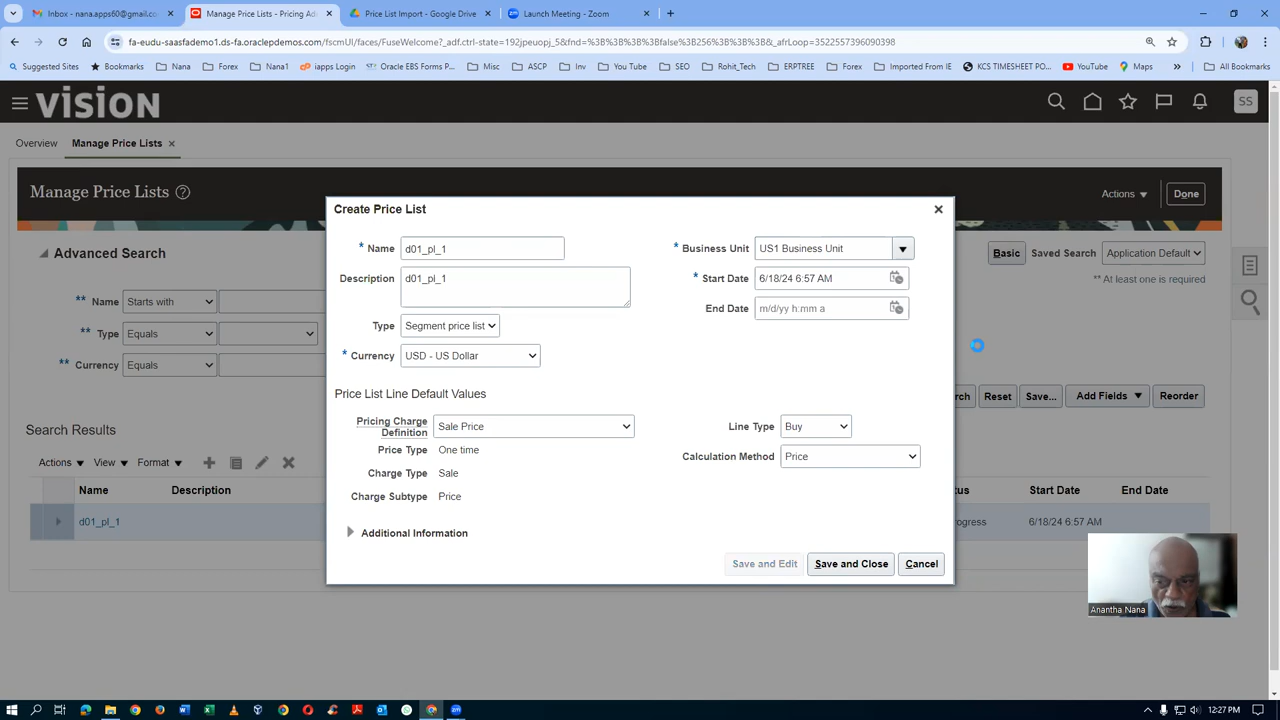 Inbox - nana.apps60@gmail.co
Manage Price Lists - Pricing Ad
Price List Import - Google Drive
Launch Meeting - Zoom
fa-eudu-saasfademo1.ds-fa.oraclepdemos.com/fscmUI/faces/FuseWelcome?_adf.ctrl-state=192jpeuopj_5&fnd=%3B%3B%3B%3Bfalse%3B256%3B%3B%3B&_afrLoop=3522557396090398
Suggested Sites
Bookmarks
Nana
Forex
Nana1
iapps Login
Oracle EBS Forms P...
Misc
ASCP
Inv
You Tube
SEO
Rohit_Tech
ERPTREE
Forex
Imported From IE
KCS TIMESHEET PO...
YouTube
Maps
All Bookmarks
VISION
SS
Overview
Manage Price Lists
Manage Price Lists
Actions
Done
Advanced Search
Basic
Saved Search
Application Default
** At least one is required
** Name
Starts with
** Type
Equals
** Currency
Equals
rch
Reset
Save...
Add Fields
Reorder
Search Results
Actions
View
Format
Name
Description
tus
Start Date
End Date
d01_pl_1
ogress
6/18/24 6:57 AM
Create Price List
* Name
d01_pl_1
* Business Unit
US1 Business Unit
Description
d01_pl_1
* Start Date
6/18/24 6:57 AM
End Date
m/d/yy h:mm a
Type
Segment price list
* Currency
USD - US Dollar
Price List Line Default Values
Pricing Charge
Definition
Sale Price
Line Type
Buy
Price Type
One time
Calculation Method
Price
Charge Type
Sale
Charge Subtype
Price
Additional Information
Save and Edit
Save and Close
Cancel
Anantha_Nana
12:27 PM